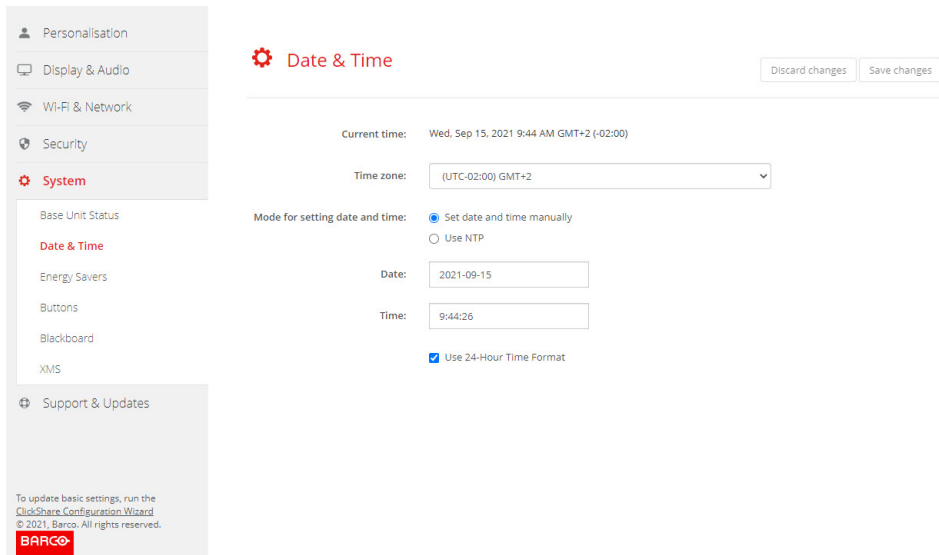 Personalisation
Display & Audio
Wi-Fi & Network
Security
System
Base Unit Status
Date & Time
Energy Savers
Buttons
Blackboard
XMS
Support & Updates
To update basic settings, run the
ClickShare Configuration Wizard
© 2021, Barco. All rights reserved.
BARCO
Date & Time
Discard changes
Save changes
Current time: Wed, Sep 15, 2021 9:44 AM GMT+2 (-02:00)
Time zone: (UTC-02:00) GMT+2
Mode for setting date and time: Set date and time manually
Use NTP
Date: 2021-09-15
Time: 9:44:26
Use 24-Hour Time Format